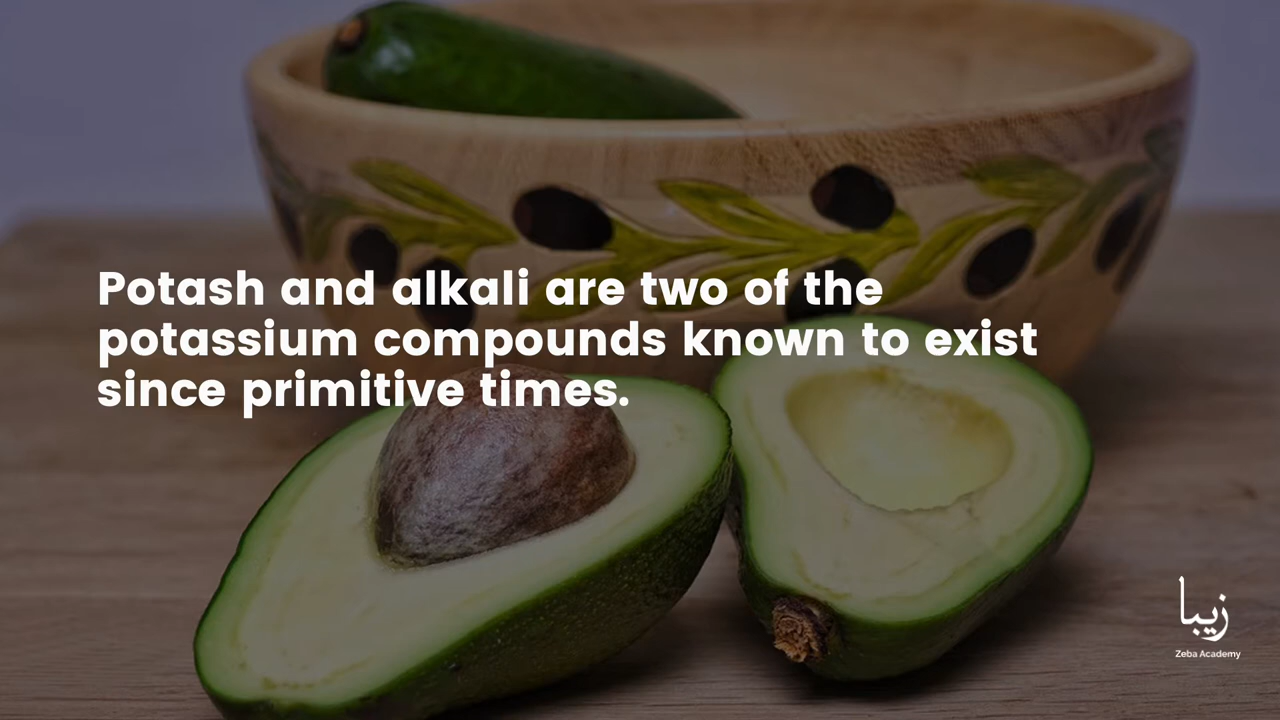 Potash and alkali are two of the
potassium compounds known to exist
since primitive times.
زیبا
Zeba Academy